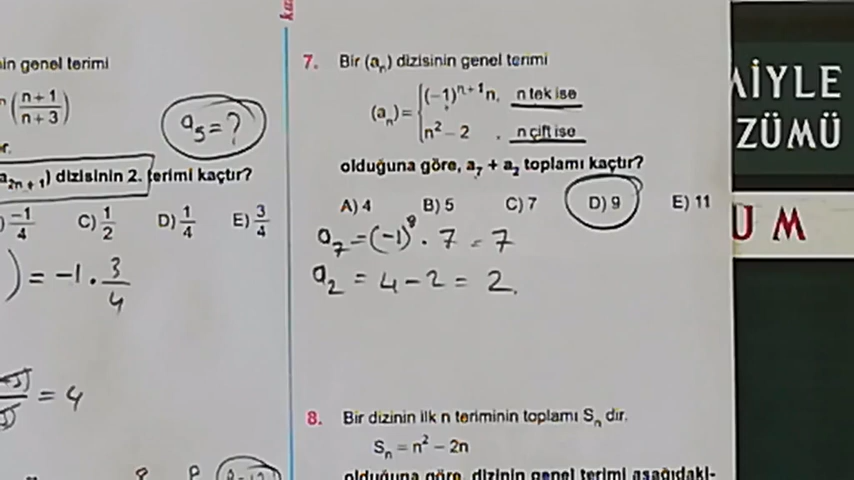 in genel terimi
(n+1/n+3)
a5=?
a2n+1) dizisinin 2. terimi kaçtır?
-1/4 C) 1/2 D) 1/4 E) 3/4
) = -1 . 3/4
= 4
7. Bir (an) dizisinin genel terimi
(an)= {(-1)^n+1 n, n tek ise
n² - 2 , n çift ise
olduğuna göre, a7 + a2 toplamı kaçtır?
A) 4 B) 5 C) 7 D) 9 E) 11
a7 = (-1)^8 . 7 = 7
a2 = 4 - 2 = 2.
8. Bir dizinin ilk n teriminin toplamı Sn dir.
Sn = n² - 2n
olduğuna göre, dizinin genel terimi aşağıdaki-
İYLE
ZÜMÜ
UM